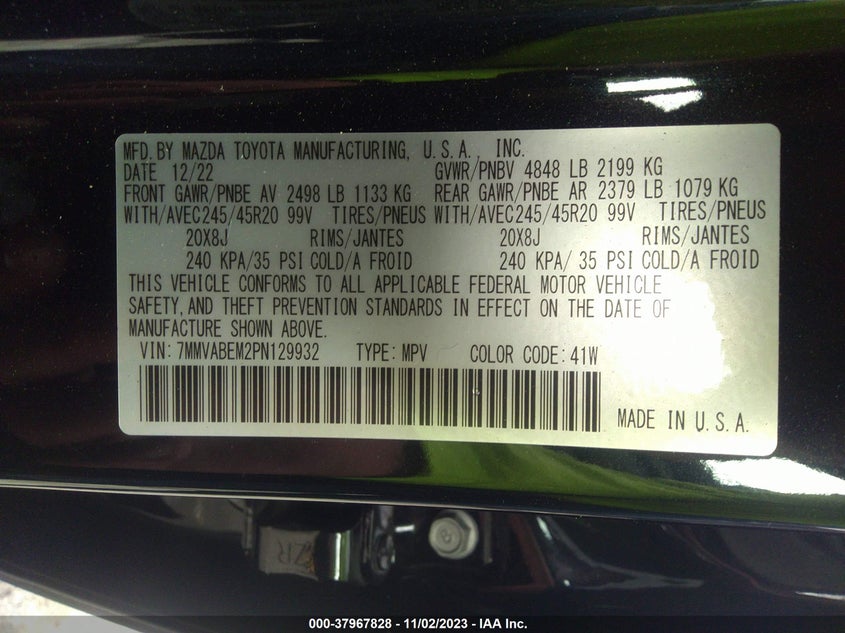 MFD. BY MAZDA TOYOTA MANUFACTURING, U.S.A., INC.
DATE 12/22 GVWR/PNBV 4848 LB 2199 KG
FRONT GAWR/PNBE AV 2498 LB 1133 KG REAR GAWR/PNBE AR 2379 LB 1079 KG
WITH/AVEC245/45R20 99V TIRES/PNEUS WITH/AVEC245/45R20 99V TIRES/PNEUS
20X8J RIMS/JANTES 20X8J RIMS/JANTES
240 KPA/35 PSI COLD/A FROID 240 KPA/ 35 PSI COLD/A FROID
THIS VEHICLE CONFORMS TO ALL APPLICABLE FEDERAL MOTOR VEHICLE
SAFETY, AND THEFT PREVENTION STANDARDS IN EFFECT ON THE DATE OF
MANUFACTURE SHOWN ABOVE.
VIN: 7MMVABEM2PN129932 TYPE: MPV COLOR CODE: 41W
MADE IN U.S.A.
000-37967828 - 11/02/2023 - IAA Inc.